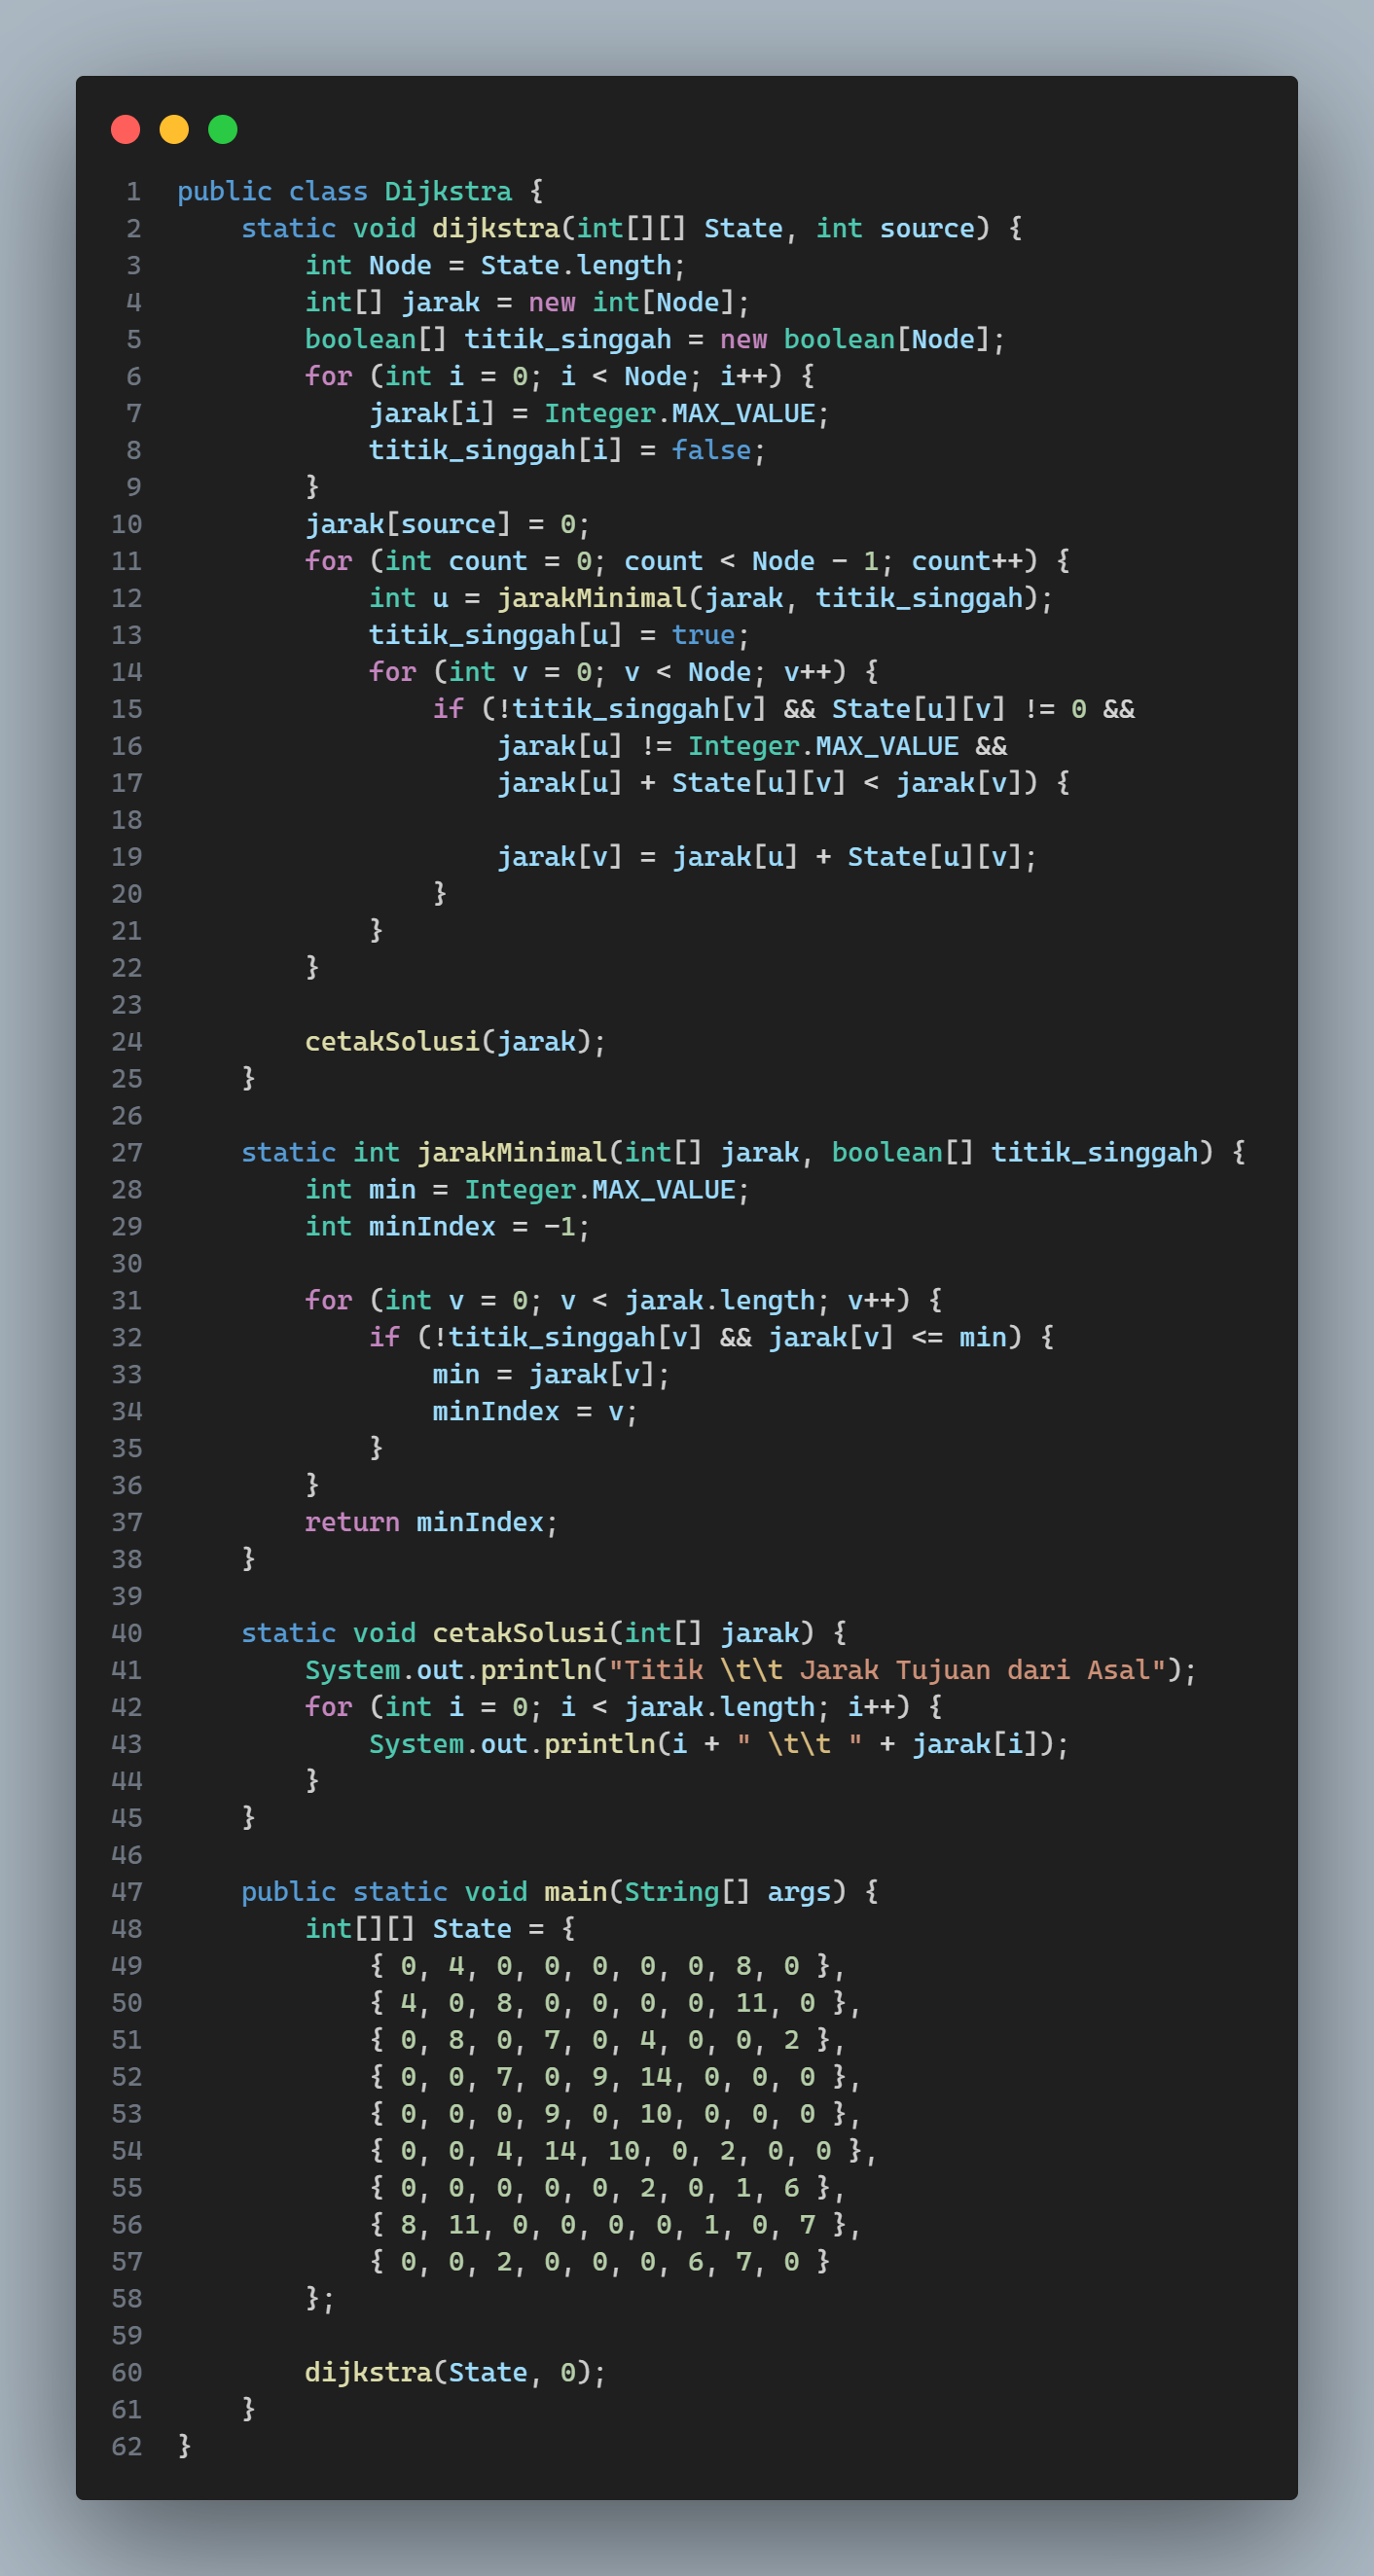 1 public class Dijkstra {
2     static void dijkstra(int[][] State, int source) {
3         int Node = State.length;
4         int[] jarak = new int[Node];
5         boolean[] titik_singgah = new boolean[Node];
6         for (int i = 0; i < Node; i++) {
7             jarak[i] = Integer.MAX_VALUE;
8             titik_singgah[i] = false;
9         }
10         jarak[source] = 0;
11         for (int count = 0; count < Node - 1; count++) {
12             int u = jarakMinimal(jarak, titik_singgah);
13             titik_singgah[u] = true;
14             for (int v = 0; v < Node; v++) {
15                 if (!titik_singgah[v] && State[u][v] != 0 &&
16                     jarak[u] != Integer.MAX_VALUE &&
17                     jarak[u] + State[u][v] < jarak[v]) {
18
19                     jarak[v] = jarak[u] + State[u][v];
20                 }
21             }
22         }
23
24         cetakSolusi(jarak);
25     }
26
27     static int jarakMinimal(int[] jarak, boolean[] titik_singgah) {
28         int min = Integer.MAX_VALUE;
29         int minIndex = -1;
30
31         for (int v = 0; v < jarak.length; v++) {
32             if (!titik_singgah[v] && jarak[v] <= min) {
33                 min = jarak[v];
34                 minIndex = v;
35             }
36         }
37         return minIndex;
38     }
39
40     static void cetakSolusi(int[] jarak) {
41         System.out.println("Titik \t\t Jarak Tujuan dari Asal");
42         for (int i = 0; i < jarak.length; i++) {
43             System.out.println(i + " \t\t " + jarak[i]);
44         }
45     }
46
47     public static void main(String[] args) {
48         int[][] State = {
49             { 0, 4, 0, 0, 0, 0, 0, 8, 0 },
50             { 4, 0, 8, 0, 0, 0, 0, 11, 0 },
51             { 0, 8, 0, 7, 0, 4, 0, 0, 2 },
52             { 0, 0, 7, 0, 9, 14, 0, 0, 0 },
53             { 0, 0, 0, 9, 0, 10, 0, 0, 0 },
54             { 0, 0, 4, 14, 10, 0, 2, 0, 0 },
55             { 0, 0, 0, 0, 0, 2, 0, 1, 6 },
56             { 8, 11, 0, 0, 0, 0, 1, 0, 7 },
57             { 0, 0, 2, 0, 0, 0, 6, 7, 0 }
58         };
59
60         dijkstra(State, 0);
61     }
62 }